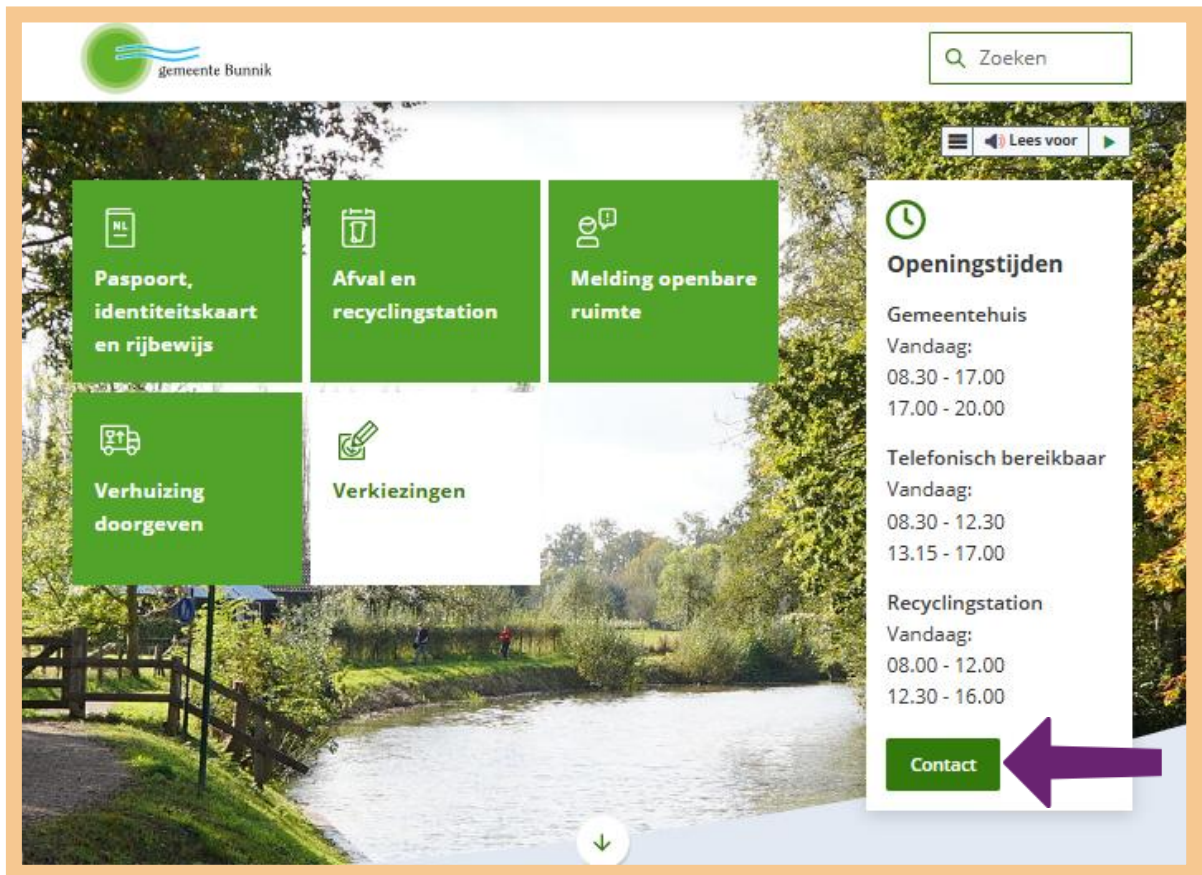 gemeente Bunnik
Zoeken
Lees voor
NL
Paspoort,
identiteitskaart
en rijbewijs
Afval en
recyclingstation
Melding openbare
ruimte
Verhuizing
doorgeven
Verkiezingen
Openingstijden
Gemeentehuis
Vandaag:
08.30 - 17.00
17.00 - 20.00
Telefonisch bereikbaar
Vandaag:
08.30 - 12.30
13.15 - 17.00
Recyclingstation
Vandaag:
08.00 - 12.00
12.30 - 16.00
Contact